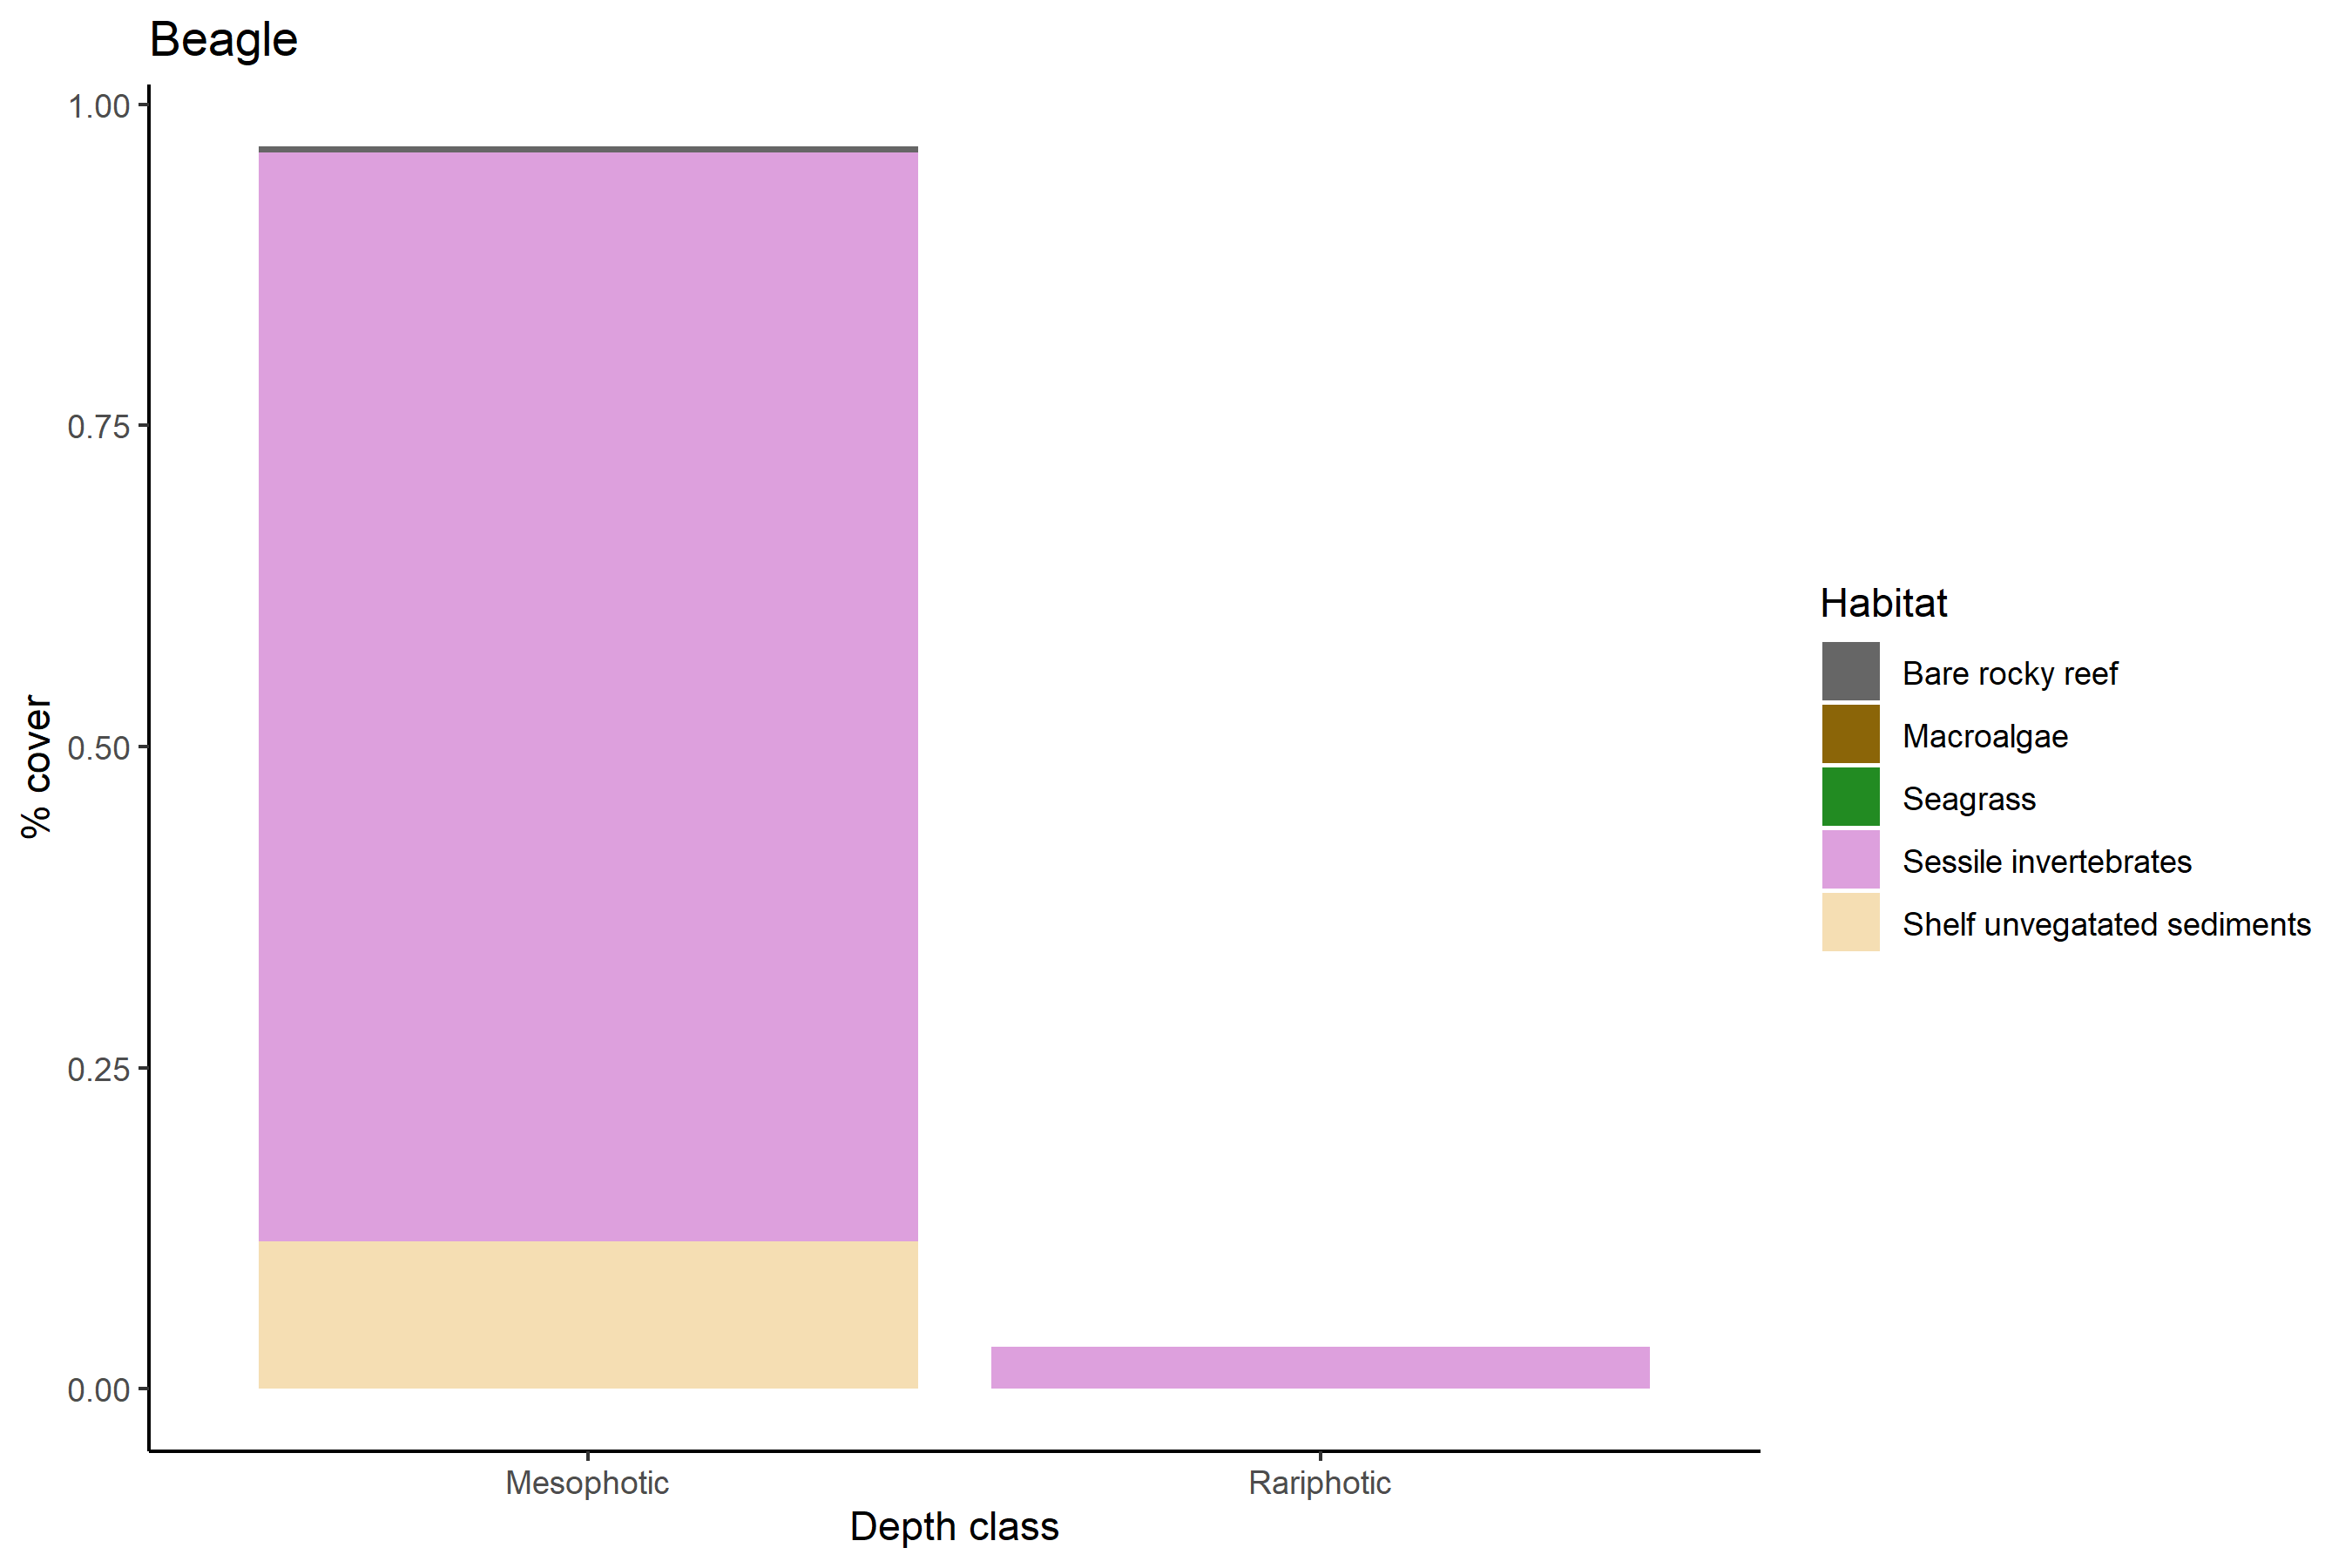 Beagle
1.00
0.75
0.50
0.25
0.00
% cover
Mesophotic
Rariphotic
Depth class
Habitat
Bare rocky reef
Macroalgae
Seagrass
Sessile invertebrates
Shelf unvegatated sediments